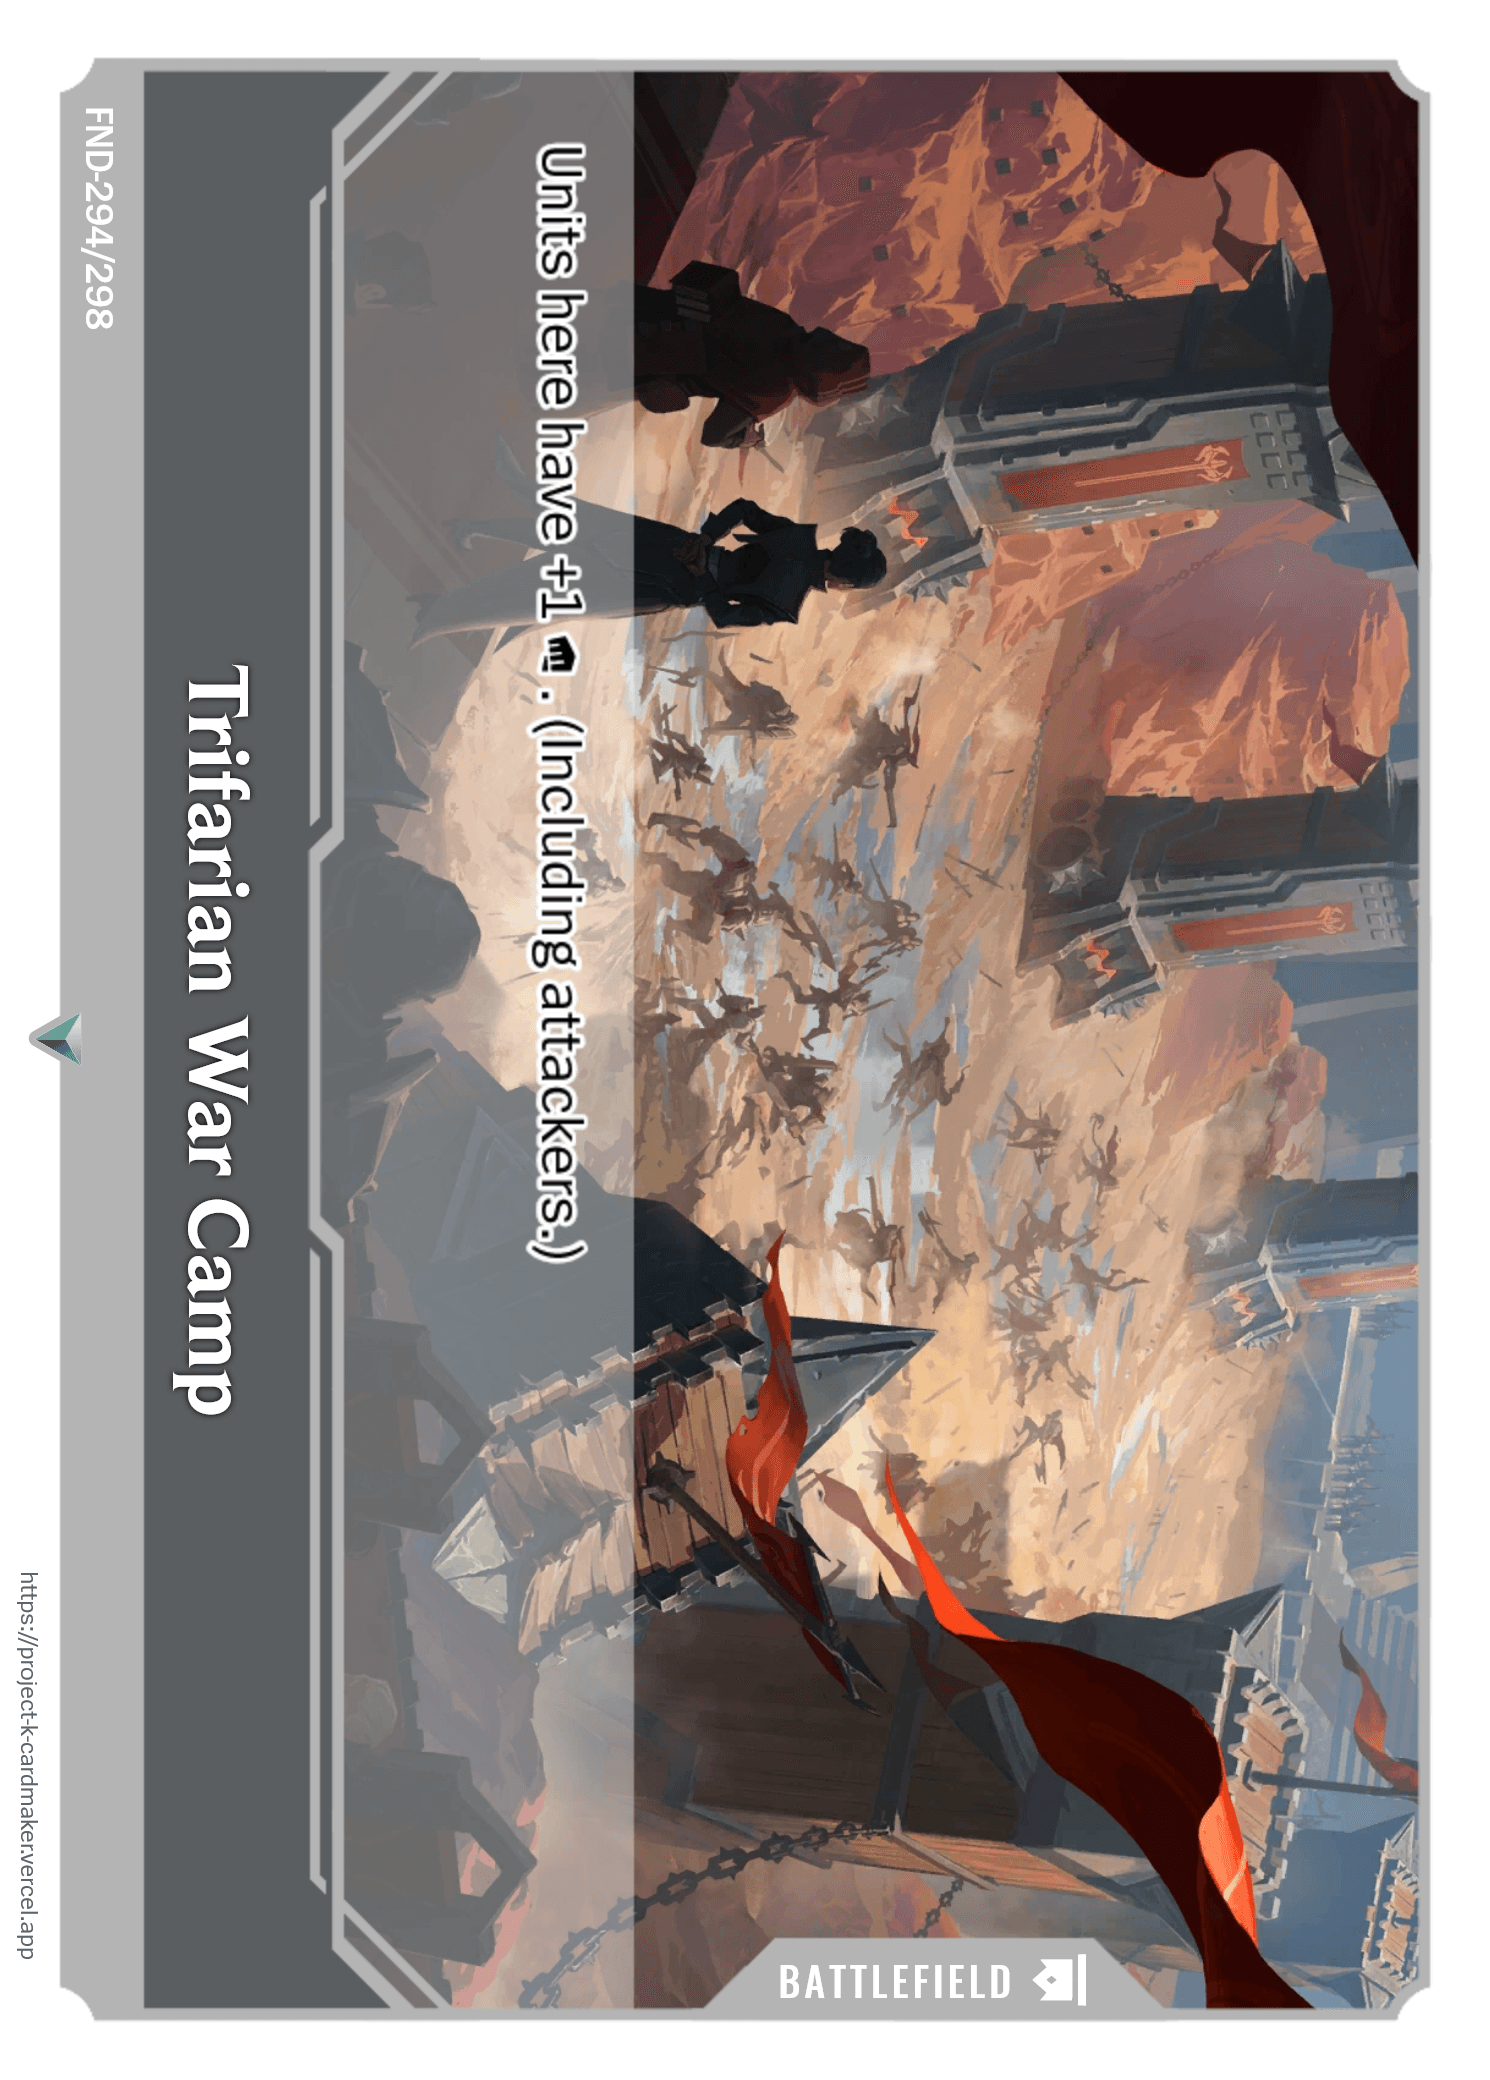 BATTLEFIELD
Units here have +1 . (Including attackers.)
Trifarian War Camp
FND-294/298
https://project-k-cardmaker.vercel.app